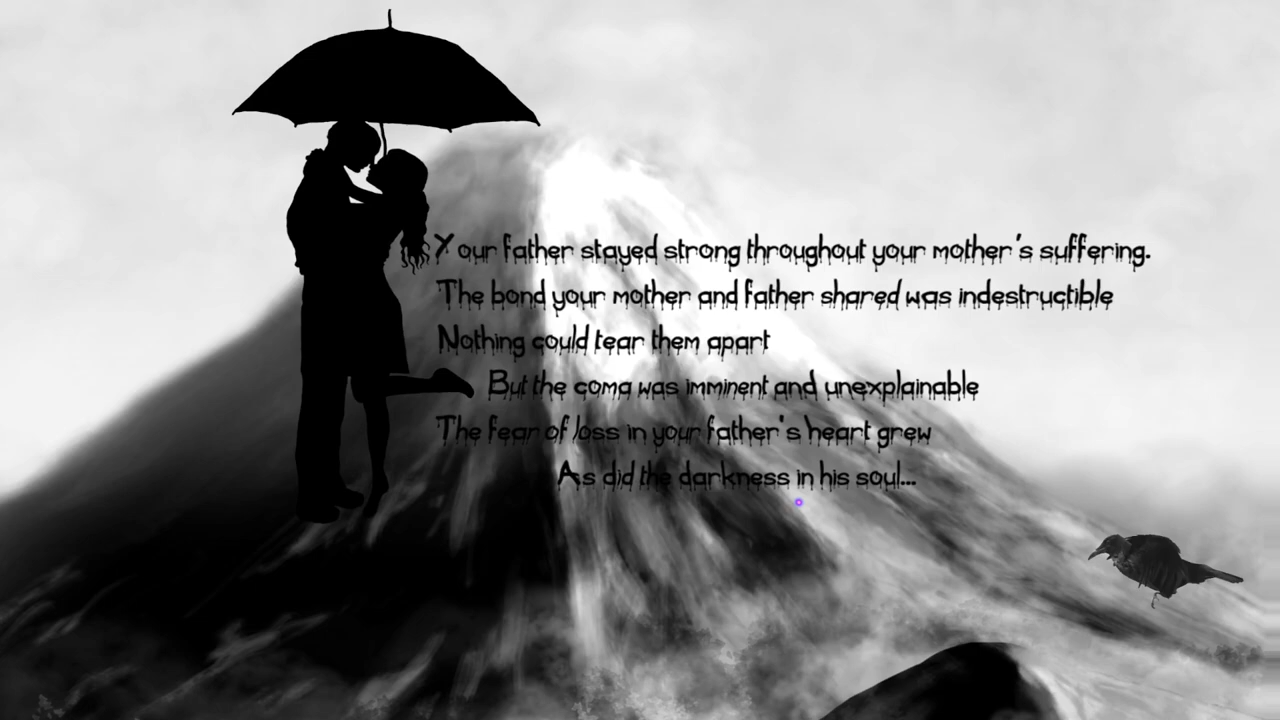 Your father stayed strong throughout your mother's suffering.
The bond your mother and father shared was indestructible
Nothing could tear them apart
But the coma was imminent and unexplainable
The fear of loss in your father's heart grew
As did the darkness in his soul...